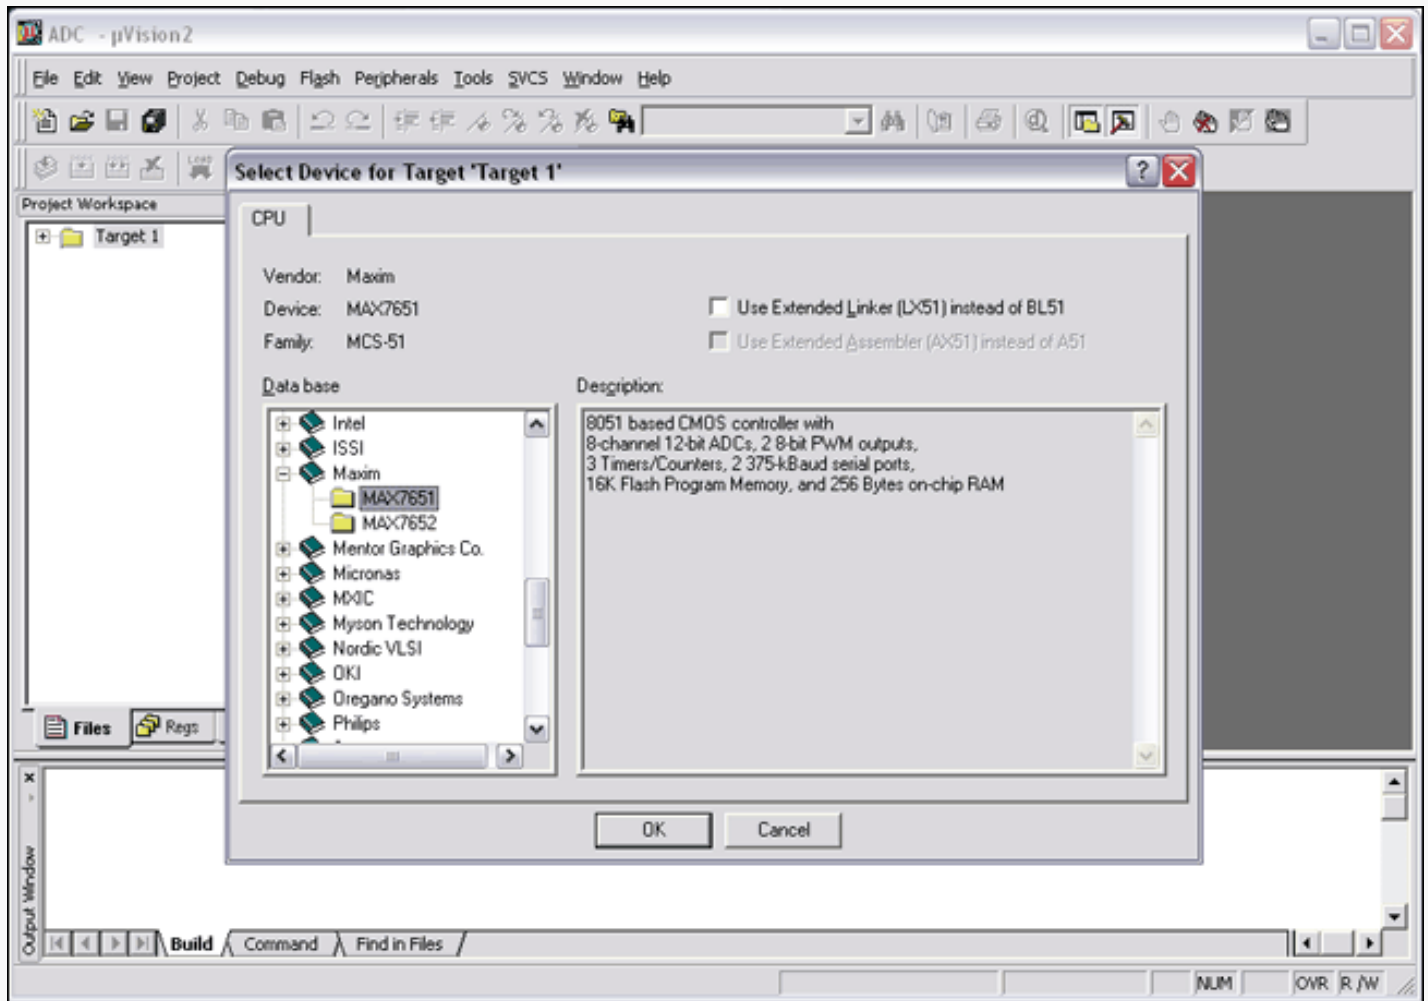 ADC - µVision2
File Edit View Project Debug Flash Peripherals Tools SVCS Window Help
LOAD
Select Device for Target 'Target 1'
Project Workspace
Target 1
CPU
Vendor: Maxim
Device: MAX7651
Family: MCS-51
Use Extended Linker (LX51) instead of BL51
Use Extended Assembler (AX51) instead of A51
Data base
Intel
ISSI
Maxim
MAX7651
MAX7652
Mentor Graphics Co.
Micronas
MXIC
Myson Technology
Nordic VLSI
OKI
Oregano Systems
Philips
Description:
8051 based CMOS controller with
8-channel 12-bit ADCs, 2 8-bit PWM outputs,
3 Timers/Counters, 2 375-kBaud serial ports,
16K Flash Program Memory, and 256 Bytes on-chip RAM
Files Regs
OK Cancel
Output Window
Build Command Find in Files
NUM OVR R/W